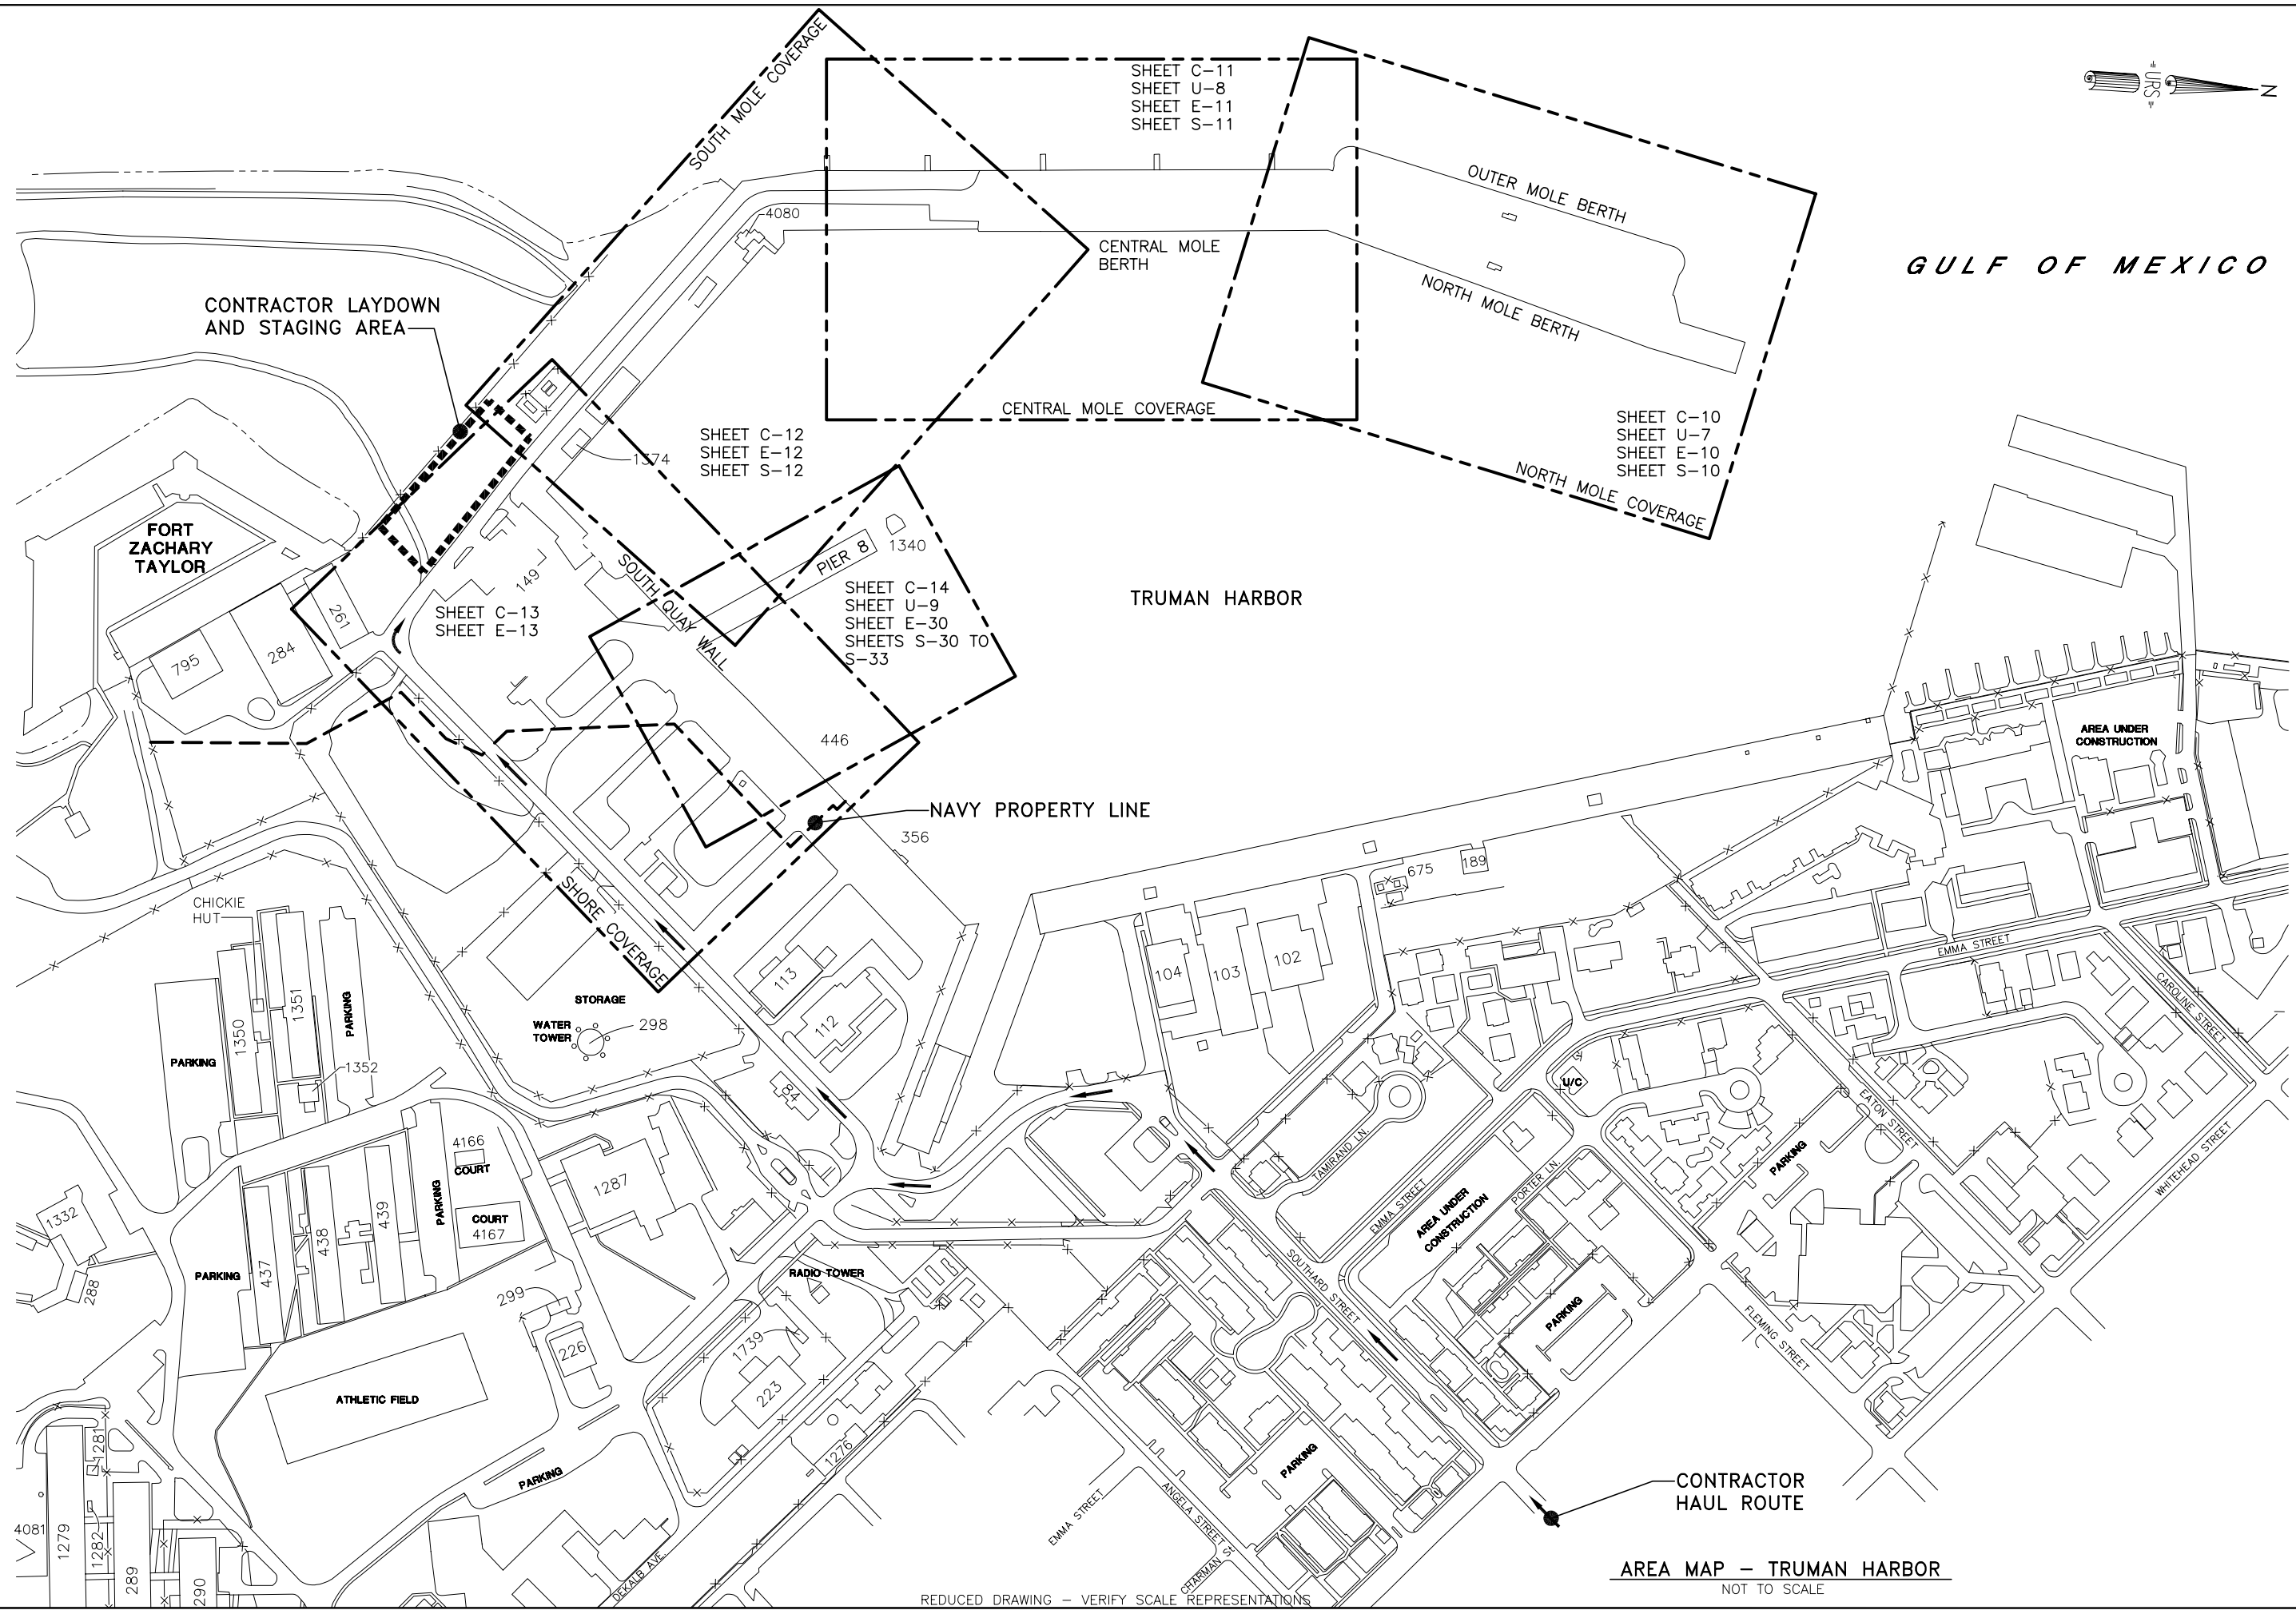 SOUTH MOLE COVERAGE
SHEET C-11
SHEET U-8
SHEET E-11
SHEET S-11
URS
N
OUTER MOLE BERTH
4080
CENTRAL MOLE
BERTH
GULF OF MEXICO
NORTH MOLE BERTH
CONTRACTOR LAYDOWN
AND STAGING AREA
CENTRAL MOLE COVERAGE
SHEET C-10
SHEET U-7
SHEET E-10
SHEET S-10
NORTH MOLE COVERAGE
SHEET C-12
SHEET E-12
SHEET S-12
1374
FORT
ZACHARY
TAYLOR
PIER 8
1340
149
SOUTH QUAY WALL
SHEET C-14
SHEET U-9
SHEET E-30
SHEETS S-30 TO
S-33
TRUMAN HARBOR
SHEET C-13
SHEET E-13
261
284
795
446
AREA UNDER
CONSTRUCTION
NAVY PROPERTY LINE
356
675
189
CHICKIE
HUT
SHORE COVERAGE
EMMA STREET
CAROLINE STREET
104
103
102
113
112
STORAGE
WATER
TOWER
298
1350
1351
PARKING
PARKING
1352
84
U/C
EATON STREET
WHITEHEAD STREET
TAMIRAND LN.
PARKING
4166
COURT
COURT
4167
PARKING
1287
EMMA STREET
AREA UNDER
CONSTRUCTION
PORTER LN.
1332
288
PARKING
437
438
439
RADIO TOWER
SOUTHARD STREET
PARKING
FLEMING STREET
299
226
1739
223
ATHLETIC FIELD
1276
PARKING
PARKING
EMMA STREET
ANGELA STREET
CHARMAN ST
CONTRACTOR
HAUL ROUTE
4081
1279
1281
1282
289
290
DEKALB AVE.
AREA MAP - TRUMAN HARBOR
NOT TO SCALE
REDUCED DRAWING - VERIFY SCALE REPRESENTATIONS